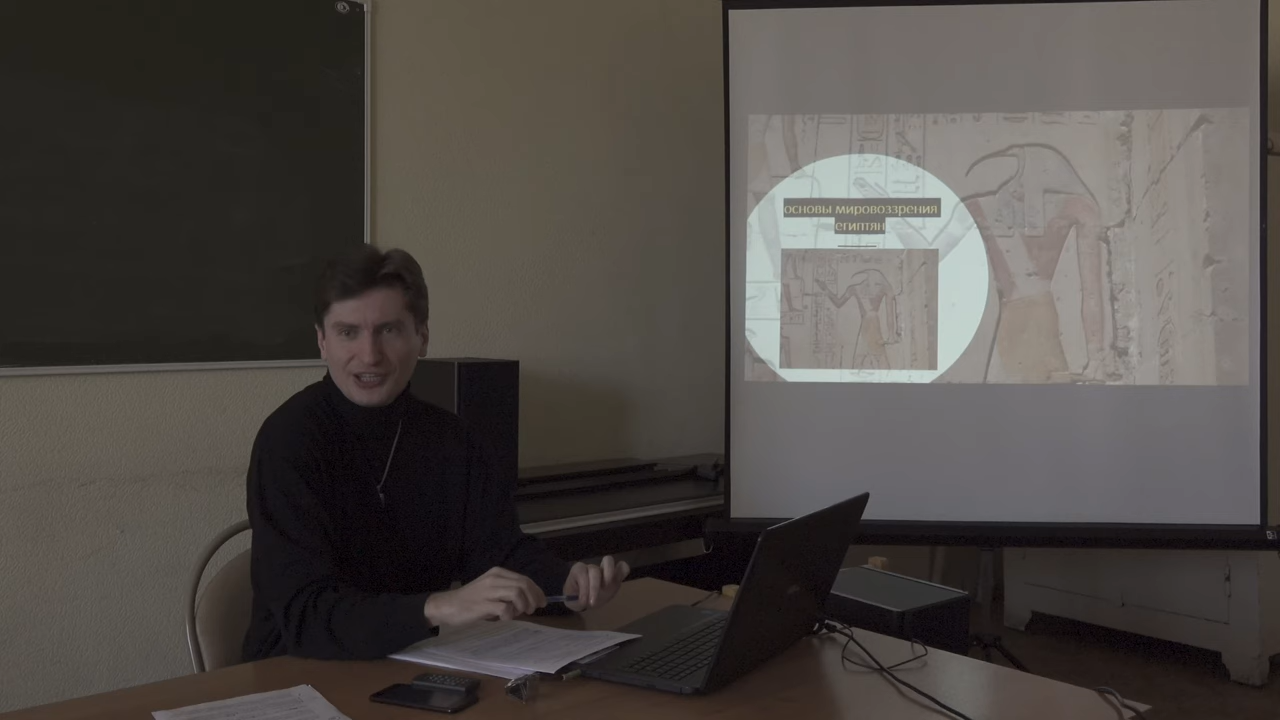 основы мировоззрения
египтян